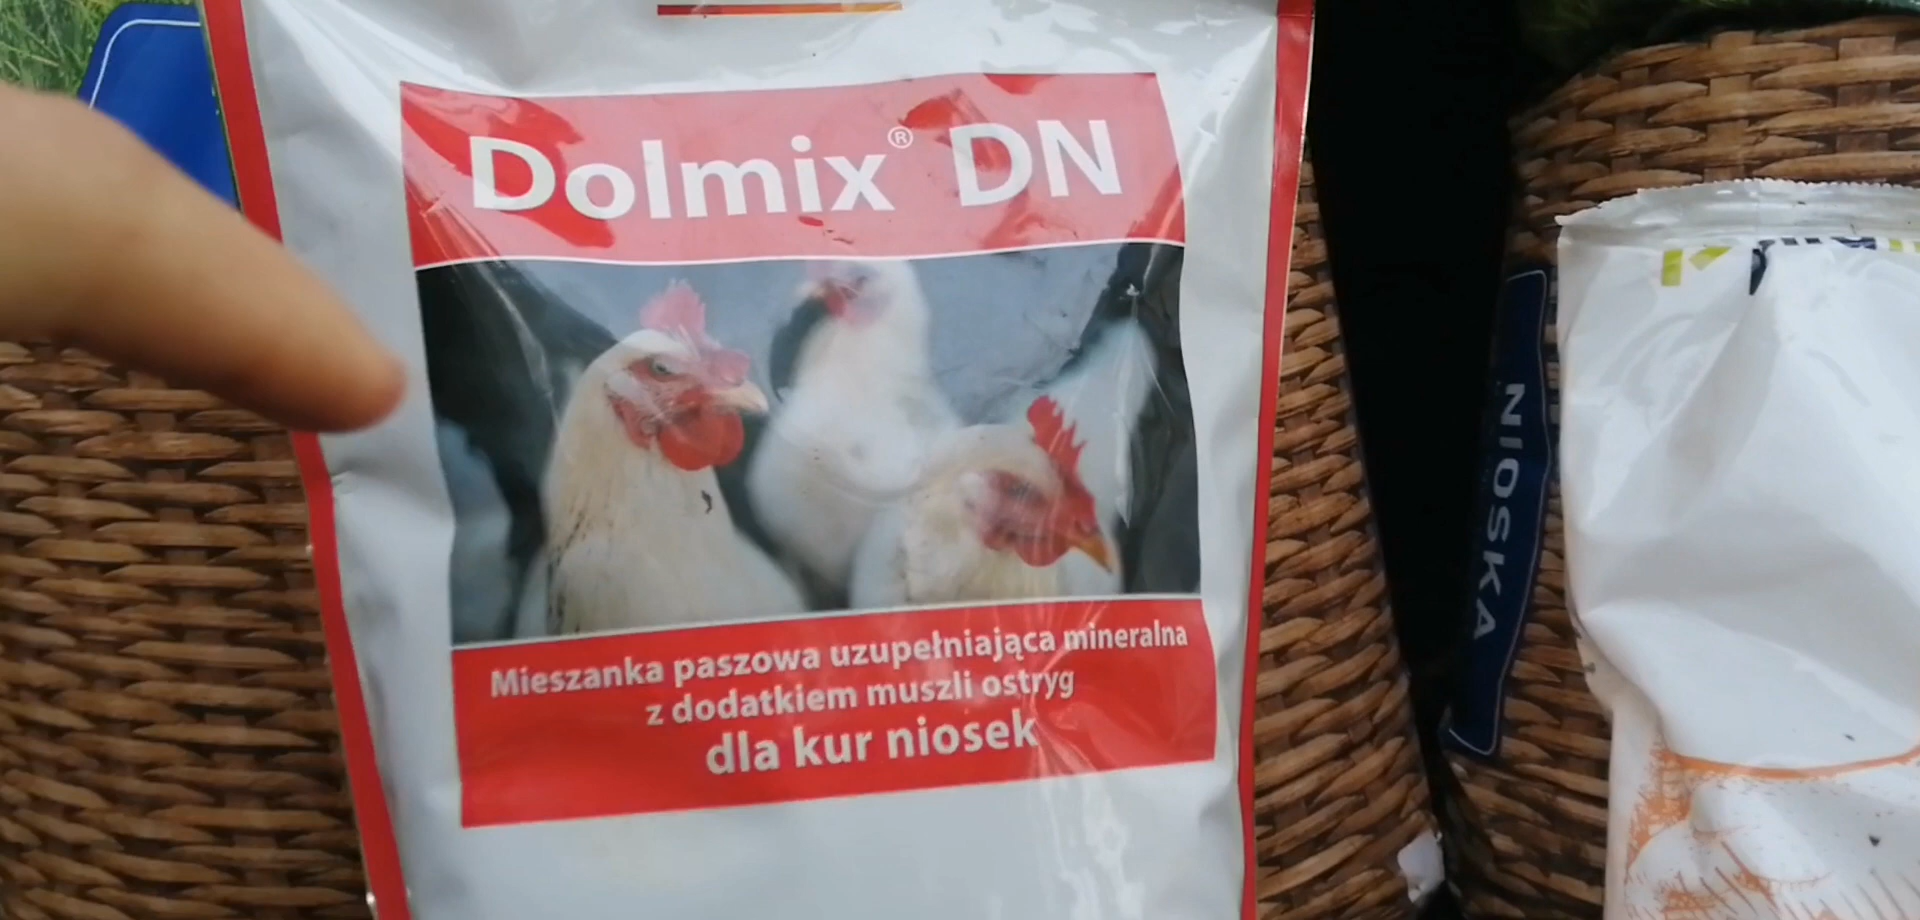 Dolmix® DN
Mieszanka paszowa uzupełniająca mineralna
z dodatkiem muszli ostryg
dla kur niosek
NIOSKA